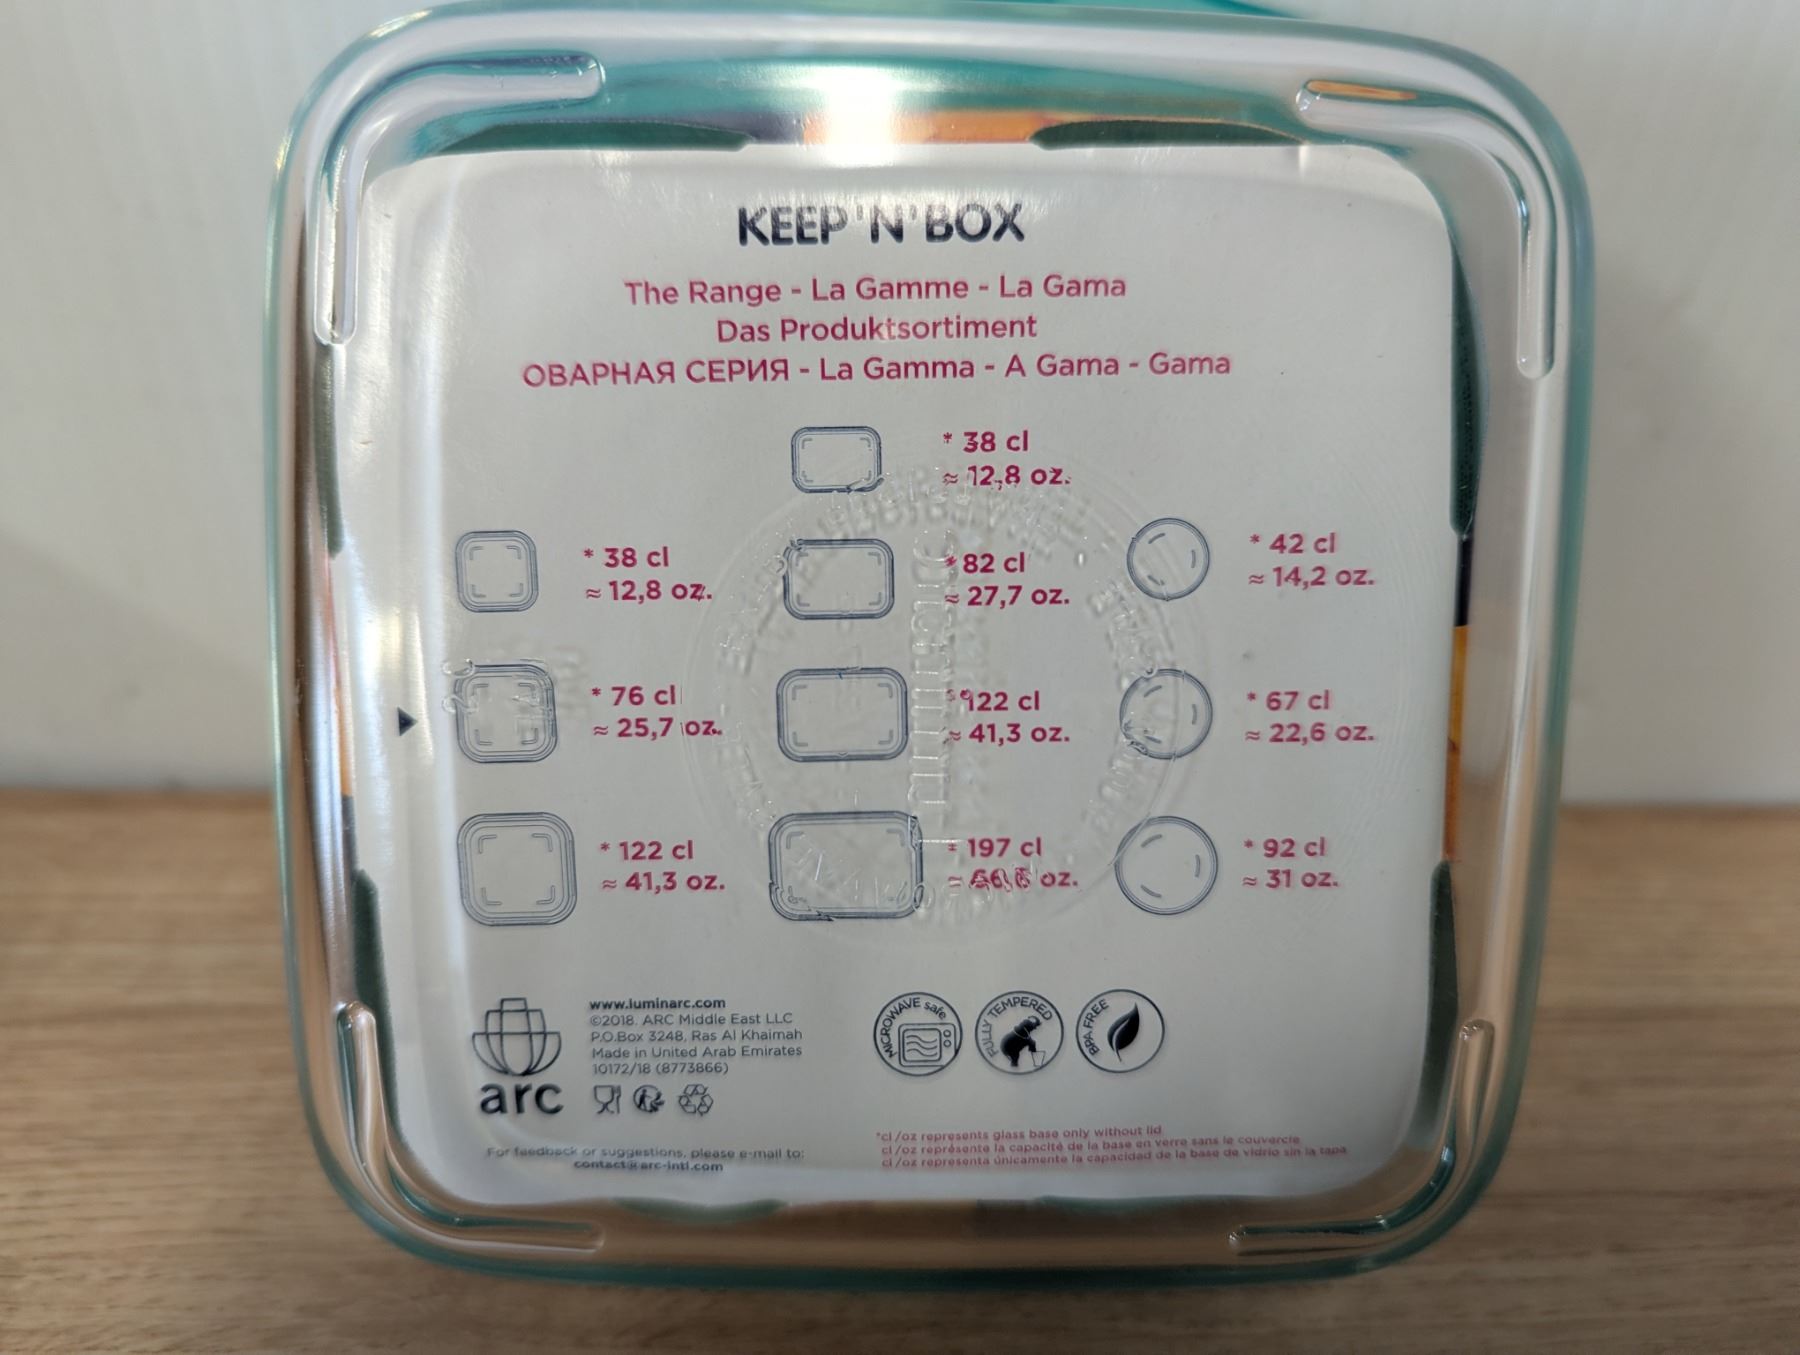 KEEP'N'BOX
The Range - La Gamme - La Gama
Das Produktsortiment
ОВАРНАЯ СЕРИЯ - La Gamma - A Gama - Gama
* 38 cl
≈ 12,8 oz.
* 38 cl
≈ 12,8 oz.
* 82 cl
≈ 27,7 oz.
* 42 cl
≈ 14,2 oz.
* 76 cl
≈ 25,7 oz.
* 122 cl
≈ 41,3 oz.
* 67 cl
≈ 22,6 oz.
* 122 cl
≈ 41,3 oz.
* 197 cl
≈ 66,6 oz.
* 92 cl
≈ 31 oz.
arc
www.luminarc.com
©2018. ARC Middle East LLC
P.O.Box 3248, Ras Al Khaimah
Made in United Arab Emirates
10172/18 (8773866)
MICROWAVE safe
FULLY TEMPERED
BPA FREE
For feedback or suggestions, please e-mail to:
contact@arc-intl.com
*cl/oz represents glass base only without lid
cl/oz représente la capacité de la base en verre sans le couvercle
cl/oz representa únicamente la capacidad de la base de vidrio sin la tapa